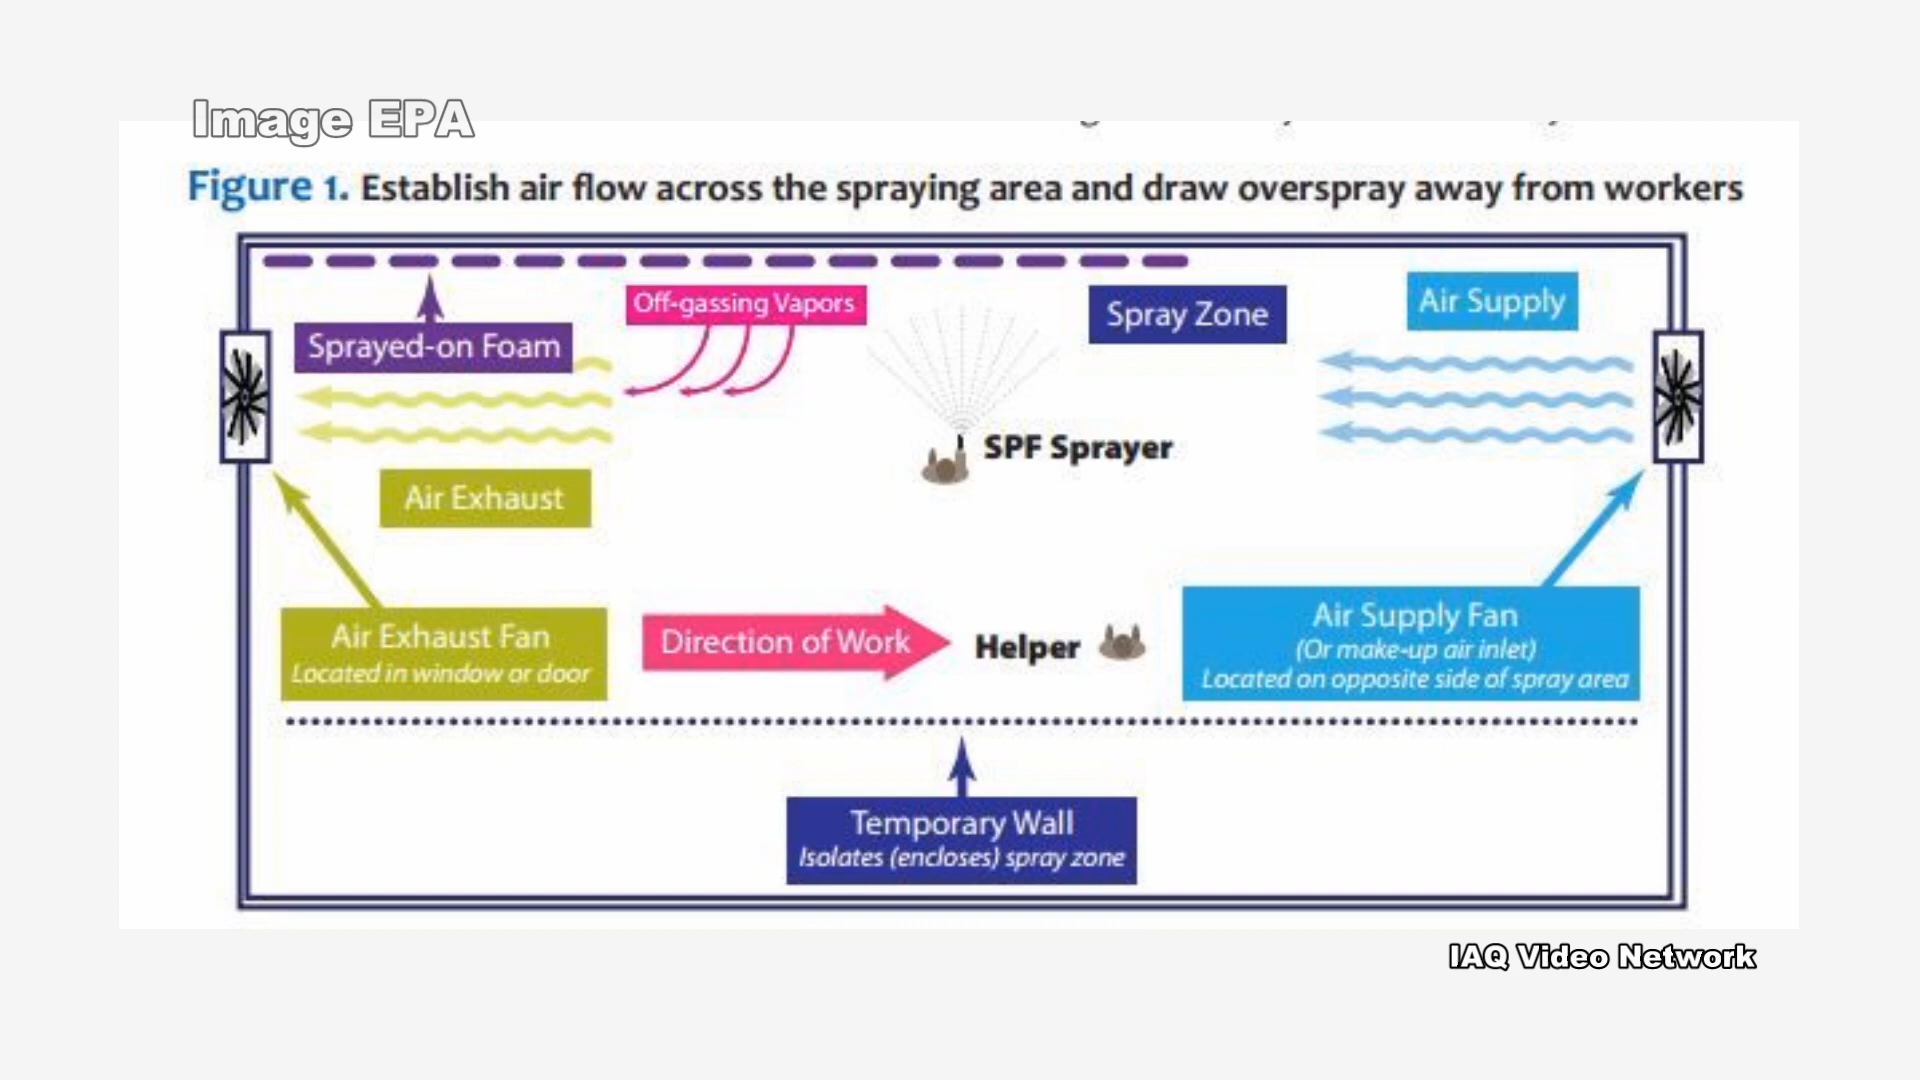 Image EPA
Figure 1. Establish air flow across the spraying area and draw overspray away from workers
Off-gassing Vapors
Spray Zone
Air Supply
Sprayed-on Foam
SPF Sprayer
Air Exhaust
Air Exhaust Fan
Located in window or door
Direction of Work
Helper
Air Supply Fan
(Or make-up air inlet)
Located on opposite side of spray area
Temporary Wall
Isolates (encloses) spray zone
IAQ Video Network